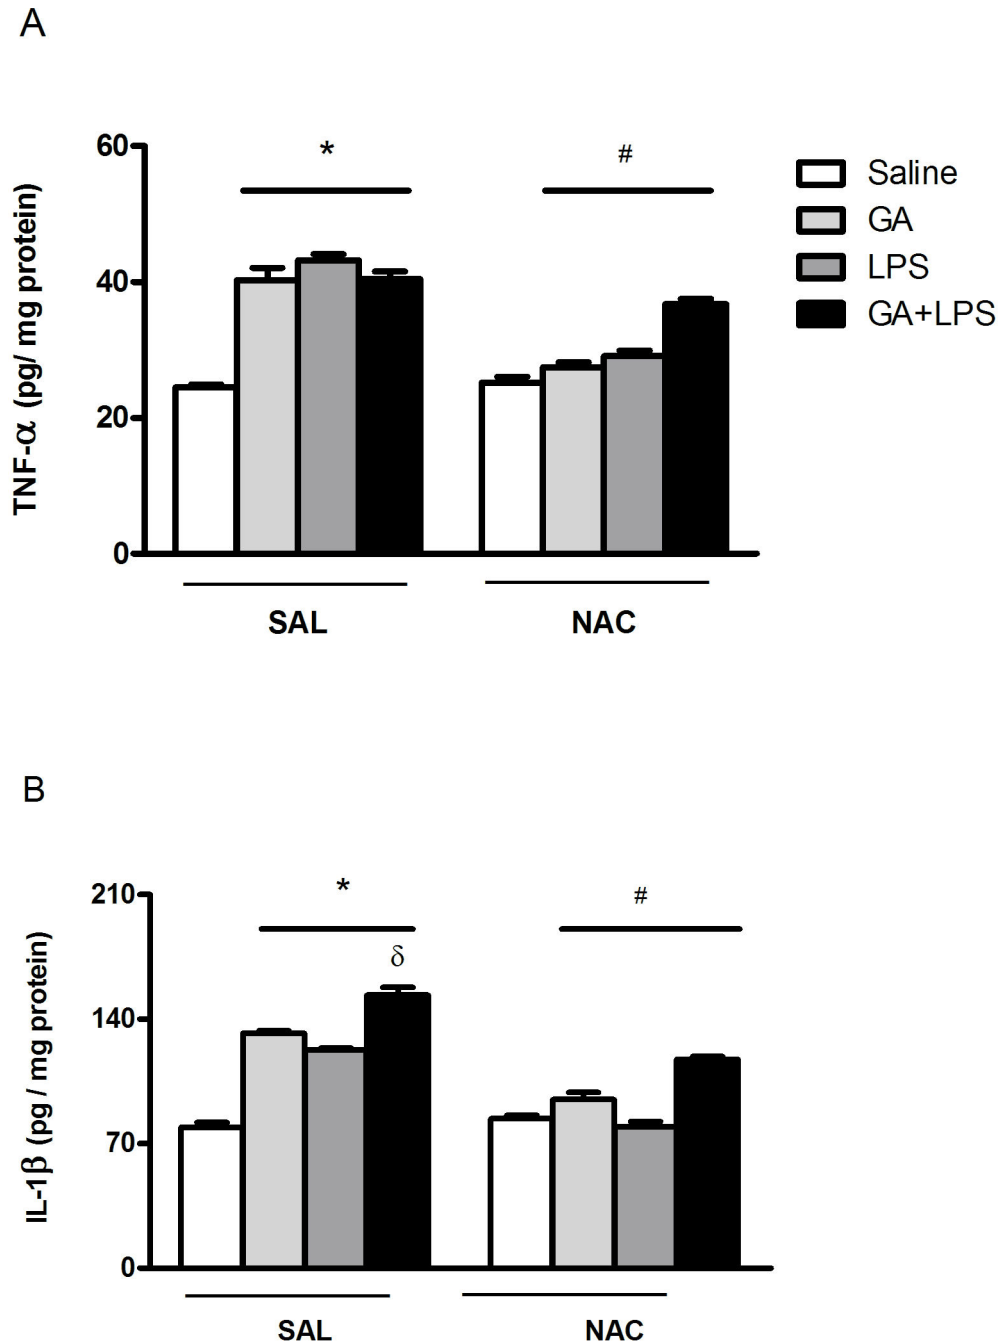 A
TNF-α (pg/ mg protein)
60
40
20
0
*
#
Saline
GA
LPS
GA+LPS
SAL
NAC
B
IL-1β (pg / mg protein)
210
140
70
0
*
δ
#
SAL
NAC